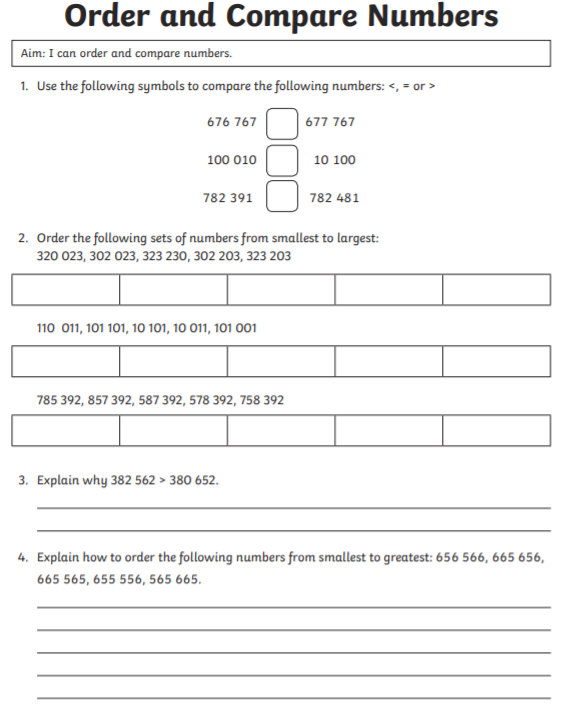 Order and Compare Numbers
Aim: I can order and compare numbers.
1. Use the following symbols to compare the following numbers: <, = or >
676 767 677 767
100 010 10 100
782 391 782 481
2. Order the following sets of numbers from smallest to largest:
320 023, 302 023, 323 230, 302 203, 323 203
110 011, 101 101, 10 101, 10 011, 101 001
785 392, 857 392, 587 392, 578 392, 758 392
3. Explain why 382 562 > 380 652.
4. Explain how to order the following numbers from smallest to greatest: 656 566, 665 656,
665 565, 655 556, 565 665.